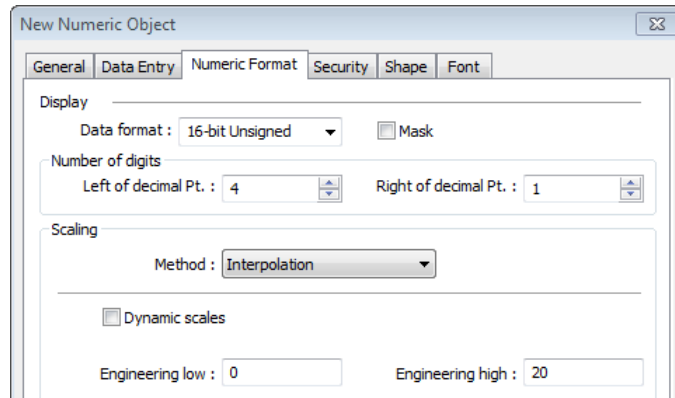 New Numeric Object
General Data Entry Numeric Format Security Shape Font
Display
Data format : 16-bit Unsigned Mask
Number of digits
Left of decimal Pt. : 4 Right of decimal Pt. : 1
Scaling
Method : Interpolation
Dynamic scales
Engineering low : 0 Engineering high : 20